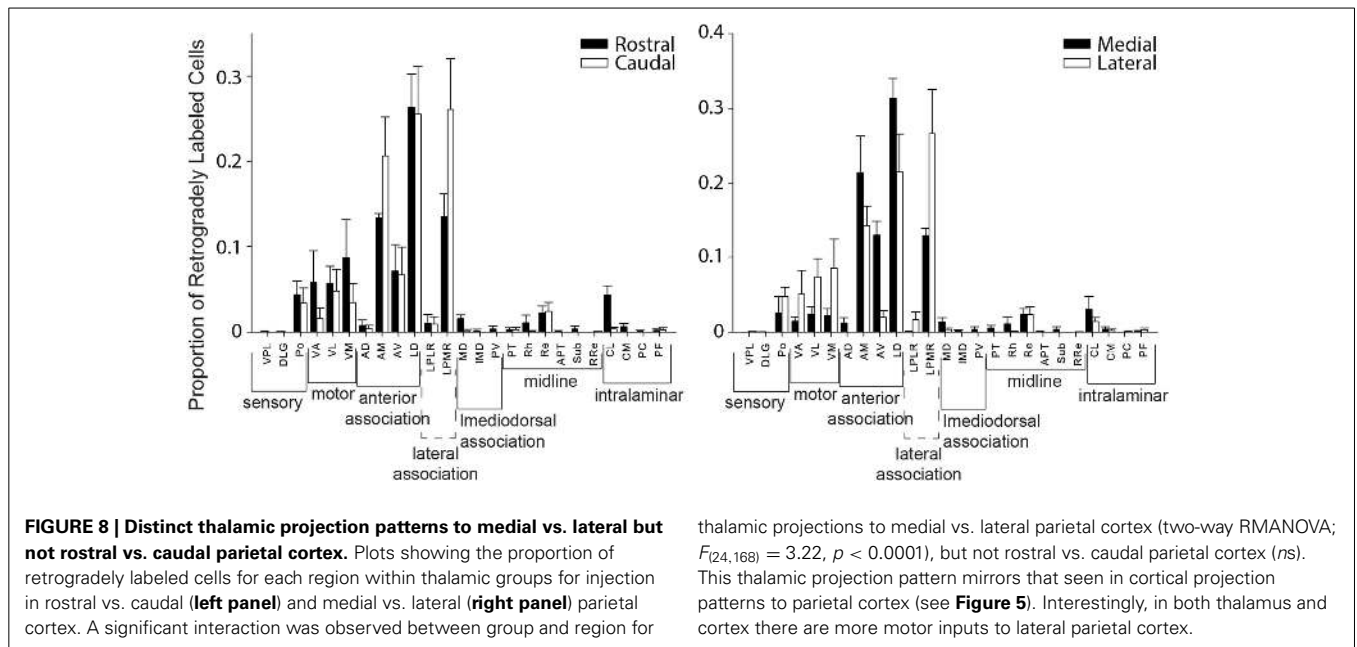 Proportion of Retrogradely Labeled Cells
Rostral
Caudal
0.3
0.2
0.1
0
VPL
DLG
Po
VA
VL
VM
AD
AM
AV
LD
LPLR
LPMR
MD
IMD
PV
PT
Rh
Re
APT
Sub
RRe
CL
CM
PC
PF
sensory
motor
anterior
association
lateral
association
lmediodorsal
association
midline
intralaminar
Medial
Lateral
0.4
0.3
0.2
0.1
0
VPL
DLG
Po
VA
VL
VM
AD
AM
AV
LD
LPLR
LPMR
MD
IMD
PV
PT
Rh
Re
APT
Sub
RRe
CL
CM
PC
PF
sensory
motor
anterior
association
lateral
association
lmediodorsal
association
midline
intralaminar
FIGURE 8 | Distinct thalamic projection patterns to medial vs. lateral but
not rostral vs. caudal parietal cortex. Plots showing the proportion of
retrogradely labeled cells for each region within thalamic groups for injection
in rostral vs. caudal (left panel) and medial vs. lateral (right panel) parietal
cortex. A significant interaction was observed between group and region for
thalamic projections to medial vs. lateral parietal cortex (two-way RMANOVA;
F(24,168) = 3.22, p < 0.0001), but not rostral vs. caudal parietal cortex (ns).
This thalamic projection pattern mirrors that seen in cortical projection
patterns to parietal cortex (see Figure 5). Interestingly, in both thalamus and
cortex there are more motor inputs to lateral parietal cortex.